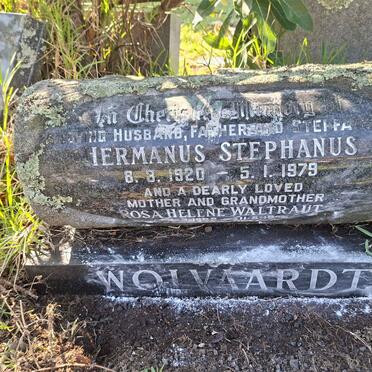 In Cherished Memory
HUSBAND, FATHER AND STEPPA
IERMANUS STEPHANUS
8.8.1920 - 5.1.1979
AND A DEARLY LOVED
MOTHER AND GRANDMOTHER
ROSA HELENE WALTRAUT
WOLVAARDT